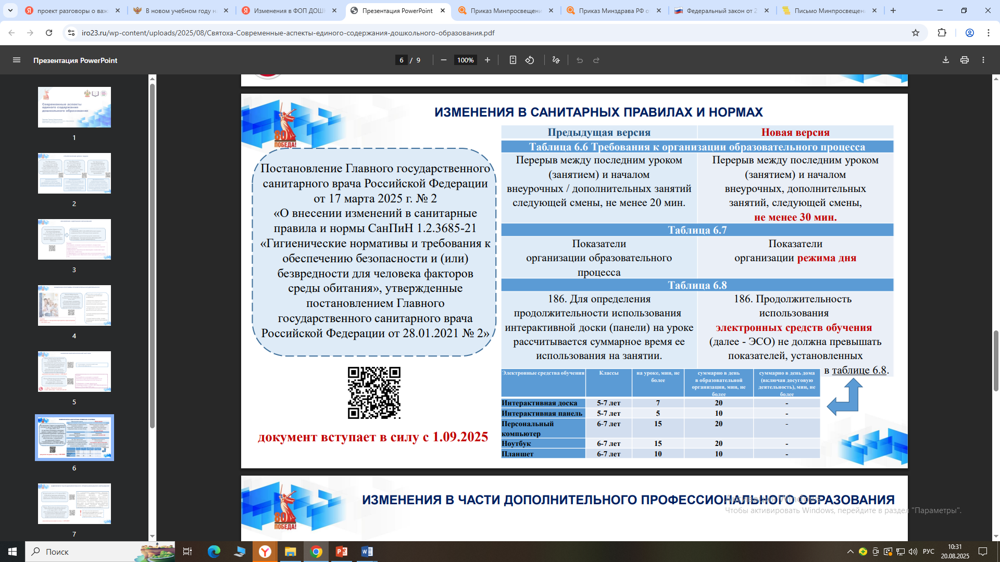 проект разговоры о ваз
В новом учебном году н
Изменения в ФОП ДОШ
Презентация PowerPoint
Приказ Минпросвещени
Приказ Минздрава РФ о
Федеральный закон от 2
Письмо Минпросвещен
iro23.ru/wp-content/uploads/2025/08/Святоха-Современные-аспекты-единого-содержания-дошкольного-образования.pdf
Презентация PowerPoint
6 / 9
100%
Современные аспекты
единого содержания
дошкольного образования
1
2
3
4
5
6
7
ИЗМЕНЕНИЯ В САНИТАРНЫХ ПРАВИЛАХ И НОРМАХ
80
ПОБЕДА!
Постановление Главного государственного
санитарного врача Российской Федерации
от 17 марта 2025 г. № 2
«О внесении изменений в санитарные
правила и нормы СанПиН 1.2.3685-21
«Гигиенические нормативы и требования к
обеспечению безопасности и (или)
безвредности для человека факторов
среды обитания», утвержденные
постановлением Главного
государственного санитарного врача
Российской Федерации от 28.01.2021 № 2»
документ вступает в силу с 1.09.2025
Предыдущая версия
Новая версия
Таблица 6.6 Требования к организации образовательного процесса
Перерыв между последним уроком
(занятием) и началом
внеурочных / дополнительных занятий
следующей смены, не менее 20 мин.
Перерыв между последним уроком
(занятием) и началом
внеурочных, дополнительных
занятий, следующей смены,
не менее 30 мин.
Таблица 6.7
Показатели
организации образовательного
процесса
Показатели
организации режима дня
Таблица 6.8
186. Для определения
продолжительности использования
интерактивной доски (панели) на уроке
рассчитывается суммарное время ее
использования на занятии.
186. Продолжительность
использования
электронных средств обучения
(далее - ЭСО) не должна превышать
показателей, установленных
в таблице 6.8.
Электронные средства обучения
Классы
на уроке, мин, не
более
суммарно в день
в образовательной
организации, мин, не
более
суммарно в день дома
(включая досуговую
деятельность), мин, не
более
Интерактивная доска 5-7 лет 7 20 -
Интерактивная панель 5-7 лет 5 10 -
Персональный
компьютер 6-7 лет 15 20 -
Ноутбук 6-7 лет 15 20 -
Планшет 6-7 лет 10 10 -
80
ПОБЕДА!
ИЗМЕНЕНИЯ В ЧАСТИ ДОПОЛНИТЕЛЬНОГО ПРОФЕССИОНАЛЬНОГО ОБРАЗОВАНИЯ
Активация Windows
Чтобы активировать Windows, перейдите в раздел "Параметры".
Поиск
РУС
10:31
20.08.2025